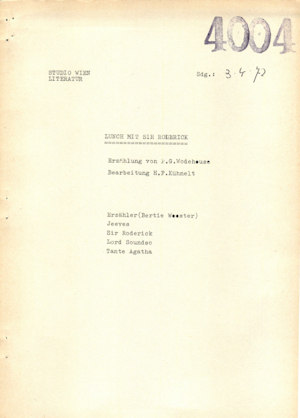 4004
STUDIO WIEN
LITERATUR
Sdg.: 3.4.72
LUNCH MIT SIR RODERICK
Erzählung von P.G.Wodehouse
Bearbeitung H.F.Kühnelt
Erzähler(Bertie Wooster)
Jeeves
Sir Roderick
Lord Soundso
Tante Agatha